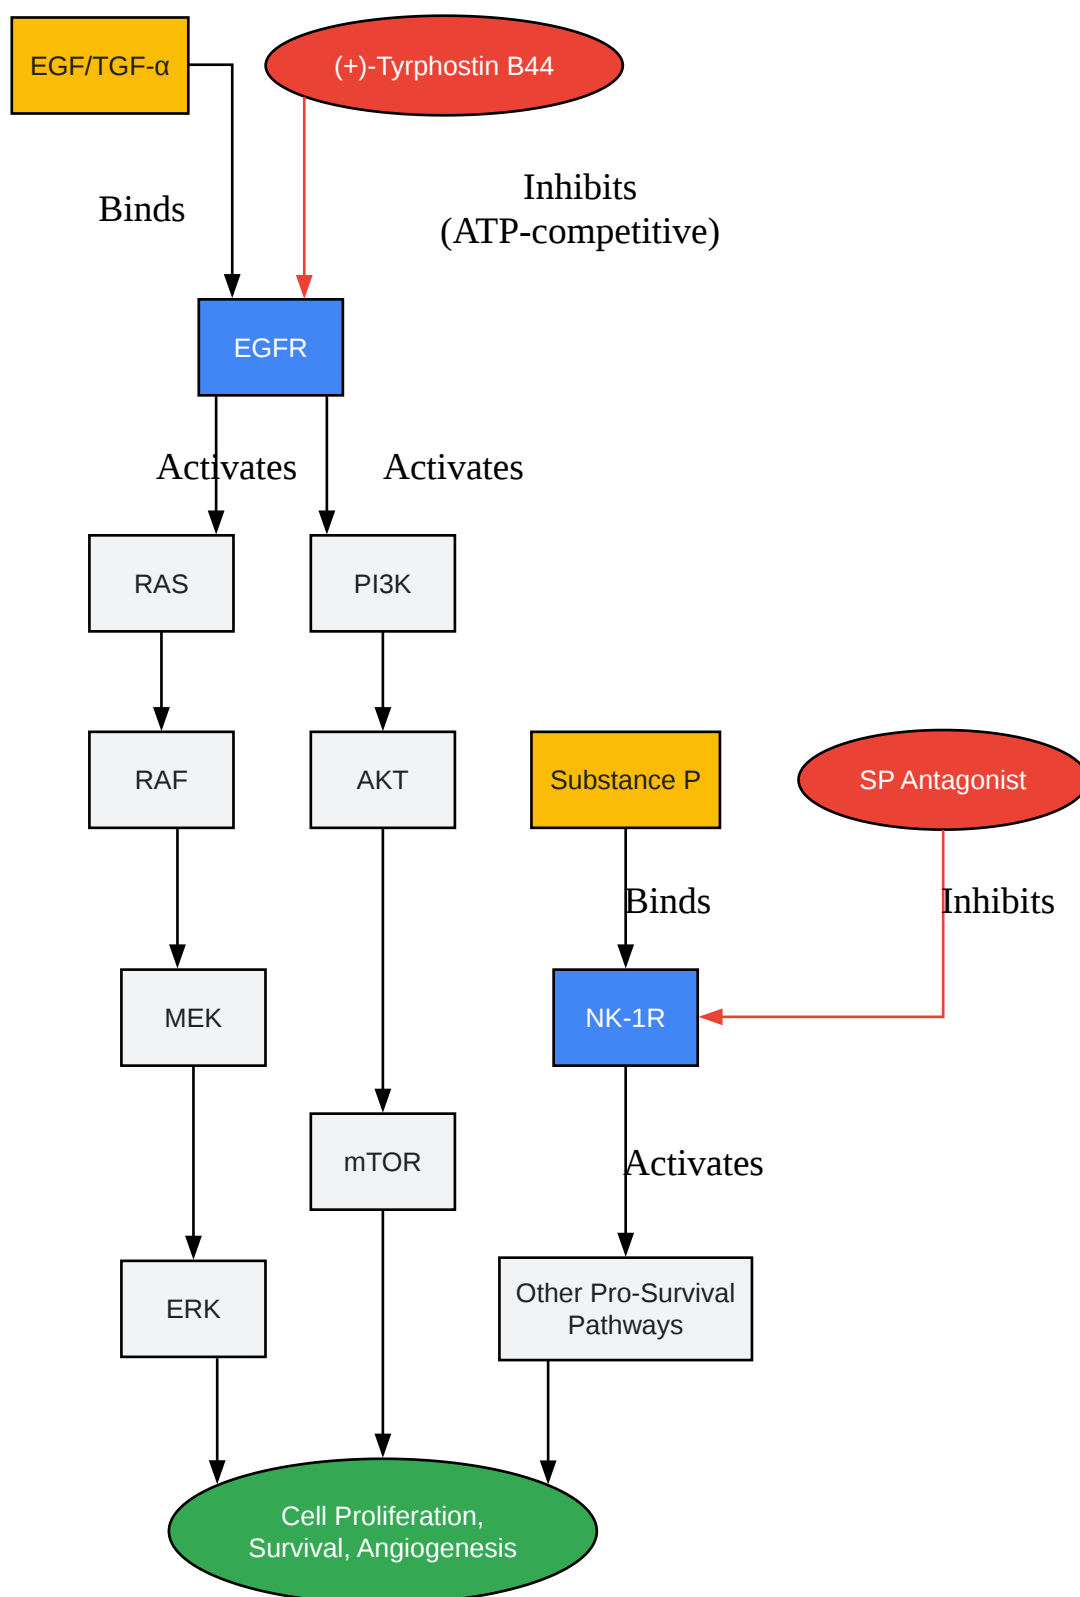 EGF/TGF-α
(+)-Tyrphostin B44
Binds
Inhibits
(ATP-competitive)
EGFR
Activates
Activates
RAS
PI3K
RAF
AKT
Substance P
SP Antagonist
Binds
Inhibits
MEK
NK-1R
mTOR
Activates
ERK
Other Pro-Survival
Pathways
Cell Proliferation,
Survival, Angiogenesis